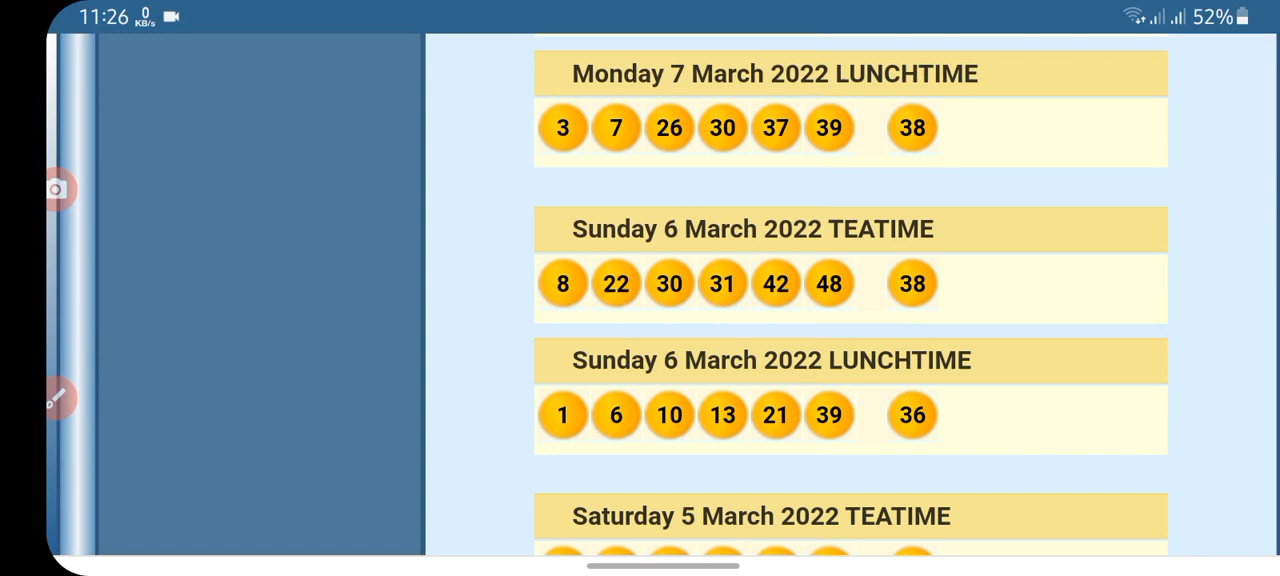 11:26 0 KB/s 52%
Monday 7 March 2022 LUNCHTIME
3 7 26 30 37 39 38
Sunday 6 March 2022 TEATIME
8 22 30 31 42 48 38
Sunday 6 March 2022 LUNCHTIME
1 6 10 13 21 39 36
Saturday 5 March 2022 TEATIME